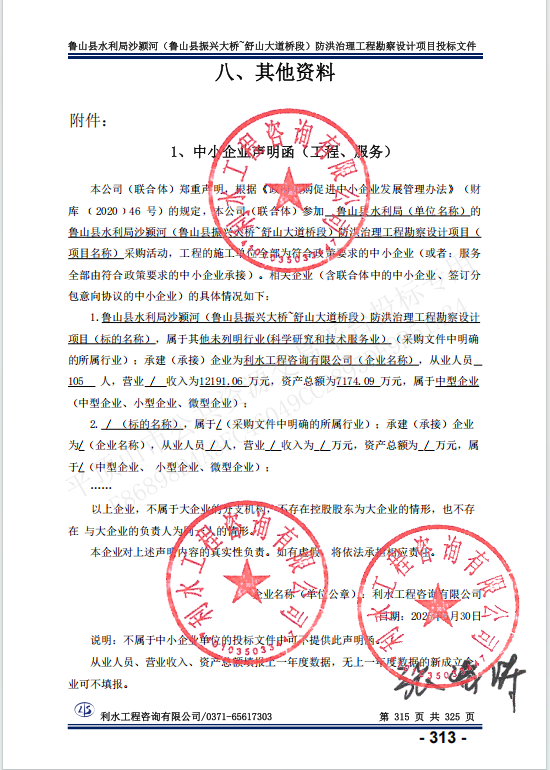 鲁山县水利局沙颍河（鲁山县振兴大桥~舒山大道桥段）防洪治理工程勘察设计项目投标文件
八、其他资料
附件：
1、中小企业声明函（工程、服务）
本公司（联合体）郑重声明，根据《政府采购促进中小企业发展管理办法》（财
库（2020）46 号）的规定，本公司（联合体）参加 鲁山县水利局（单位名称）的
鲁山县水利局沙颍河（鲁山县振兴大桥~舒山大道桥段）防洪治理工程勘察设计项目（
项目名称）采购活动，工程的施工单位全部为符合政策要求的中小企业（或者：服务
全部由符合政策要求的中小企业承接）。相关企业（含联合体中的中小企业、签订分
包意向协议的中小企业）的具体情况如下：
1.鲁山县水利局沙颍河（鲁山县振兴大桥~舒山大道桥段）防洪治理工程勘察设计
项目（标的名称），属于其他未列明行业(科学研究和技术服务业)（采购文件中明确
的所属行业）；承建（承接）企业为利水工程咨询有限公司（企业名称），从业人员
105 人，营业 / 收入为12191.06 万元，资产总额为7174.09 万元，属于中型企业
（中型企业、小型企业、微型企业）；
2. / （标的名称），属于/（采购文件中明确的所属行业）；承建（承接）企业
为/（企业名称），从业人员 / 人，营业 / 收入为 / 万元，资产总额为 / 万元，属
于/（中型企业、 小型企业、微型企业）；
……
以上企业，不属于大企业的分支机构，不存在控股股东为大企业的情形，也不存
在 与大企业的负责人为同一人的情形。
本企业对上述声明内容的真实性负责。如有虚假，将依法承担相应责任。
企业名称（单位公章）：利水工程咨询有限公司
日期：30日
说明：不属于中小企业单位的投标文件中可不提供此声明函。
从业人员、营业收入、资产总额填报上一年度数据，无上一年度数据的新成立企
业可不填报。
利水工程咨询有限公司
利水工程咨询有限公司
利水工程咨询有限公司
利水工程咨询有限公司/0371-65617303
第 315 页 共 325 页
- 313 -